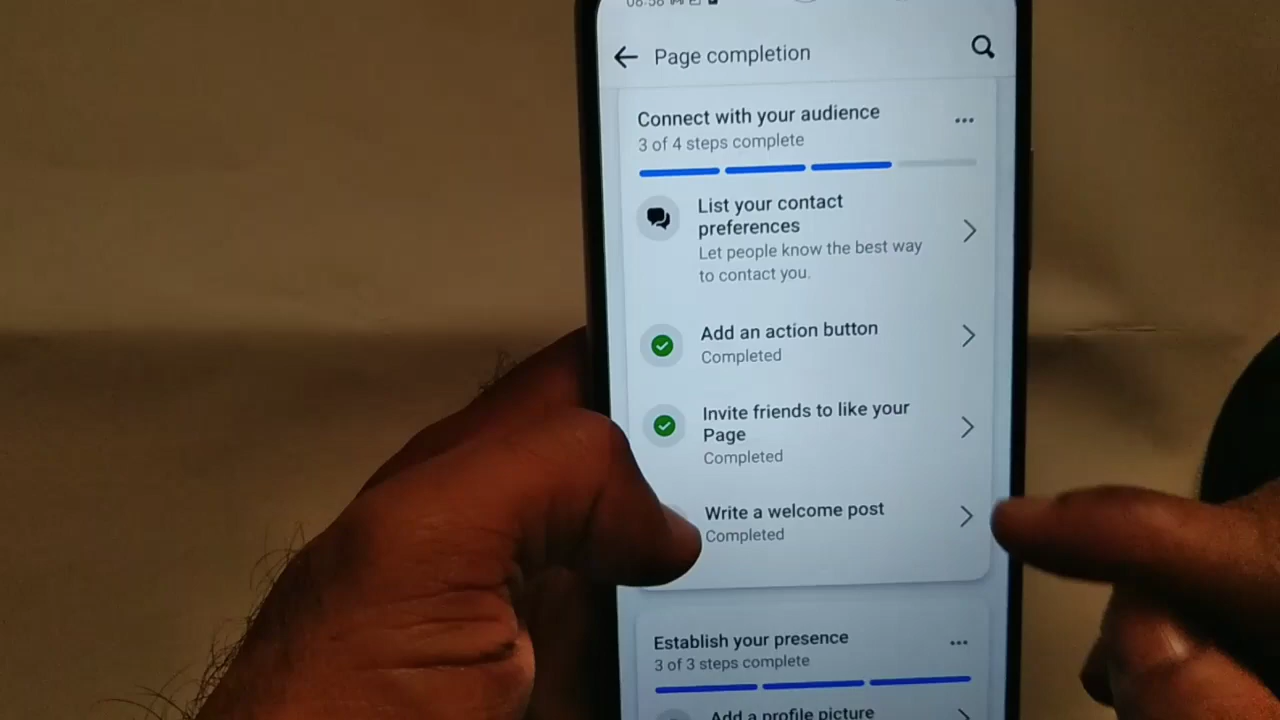 08:58
Page completion
Connect with your audience
3 of 4 steps complete
List your contact
preferences
Let people know the best way
to contact you.
Add an action button
Completed
Invite friends to like your
Page
Completed
Write a welcome post
Completed
Establish your presence
3 of 3 steps complete
Add a profile picture